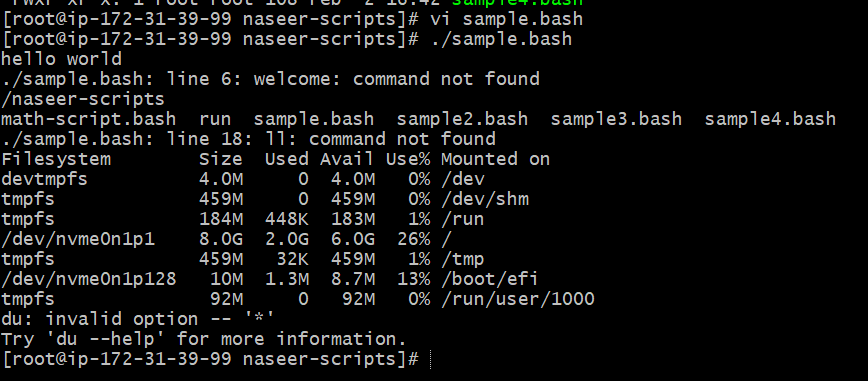 [root@ip-172-31-39-99 naseer-scripts]# vi sample.bash
[root@ip-172-31-39-99 naseer-scripts]# ./sample.bash
hello world
./sample.bash: line 6: welcome: command not found
/naseer-scripts
math-script.bash  run  sample.bash  sample2.bash  sample3.bash  sample4.bash
./sample.bash: line 18: ll: command not found
Filesystem        Size  Used Avail Use% Mounted on
devtmpfs          4.0M     0  4.0M   0% /dev
tmpfs             459M     0  459M   0% /dev/shm
tmpfs             184M  448K  183M   1% /run
/dev/nvme0n1p1    8.0G  2.0G  6.0G  26% /
tmpfs             459M   32K  459M   1% /tmp
/dev/nvme0n1p128   10M  1.3M  8.7M  13% /boot/efi
tmpfs              92M     0   92M   0% /run/user/1000
du: invalid option -- '*'
Try 'du --help' for more information.
[root@ip-172-31-39-99 naseer-scripts]#